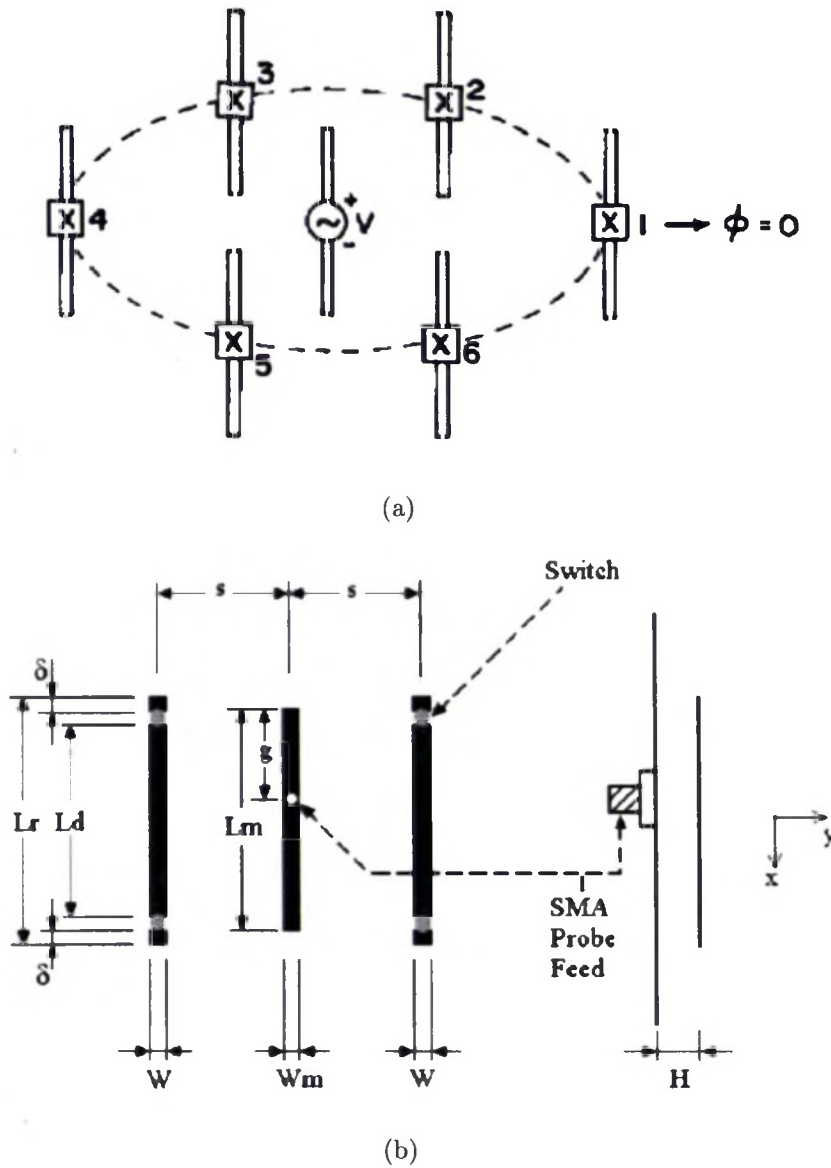 3
2
X
X
4
X
+
~
V
-
X
1 → ϕ = 0
X
X
5
6
(a)
s
s
Switch
δ
g
Lr
Ld
Lm
y
x
SMA
Probe
Feed
δ
W
Wm
W
H
(b)